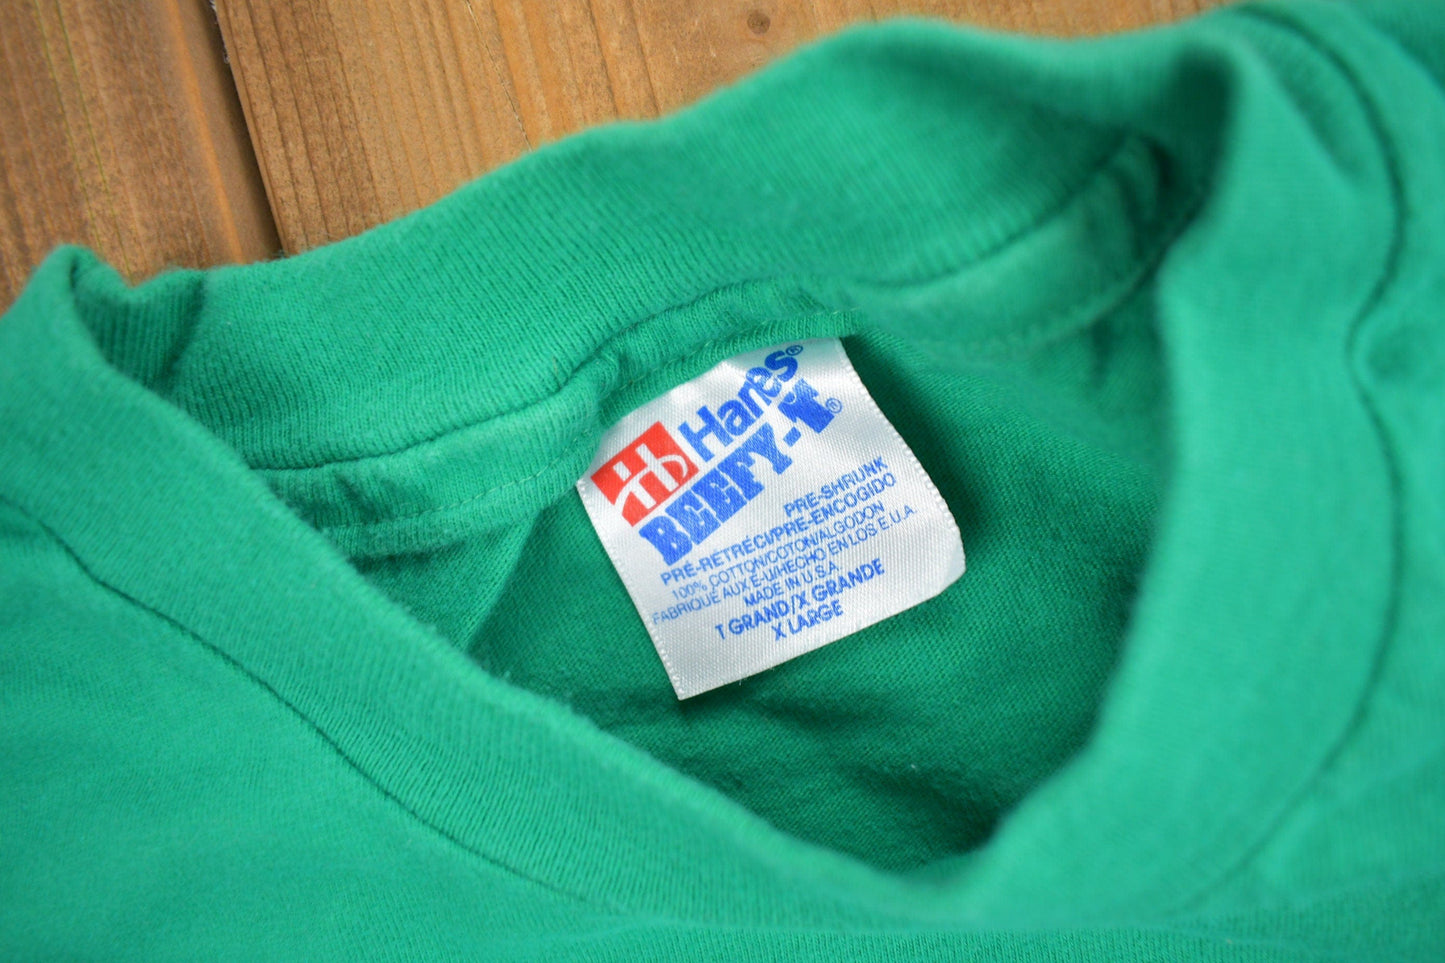 Hanes®
BEEFY-T®
PRE-SHRUNK
PRÉ-RÉTRÉCI/PRE-ENCOGIDO
100% COTTON/COTON/ALGODON
FABRIQUÉ AUX É-U/HECHO EN LOS E.U.A.
MADE IN U.S.A.
T GRAND/X GRANDE
X LARGE